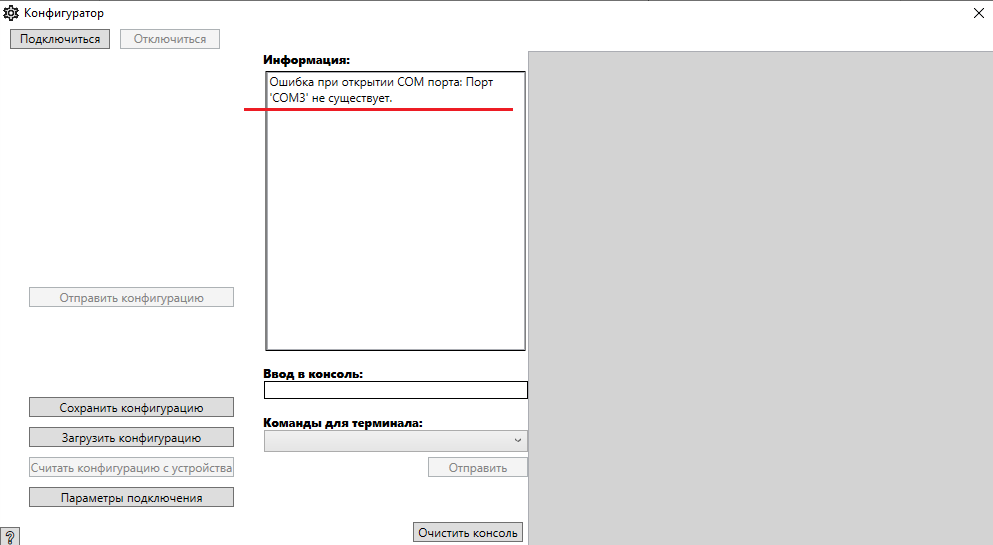 Конфигуратор
Подключиться
Отключиться
Информация:
Ошибка при открытии COM порта: Порт
'COM3' не существует.
Отправить конфигурацию
Ввод в консоль:
Сохранить конфигурацию
Команды для терминала:
Загрузить конфигурацию
Считать конфигурацию с устройства
Отправить
Параметры подключения
Очистить консоль
?